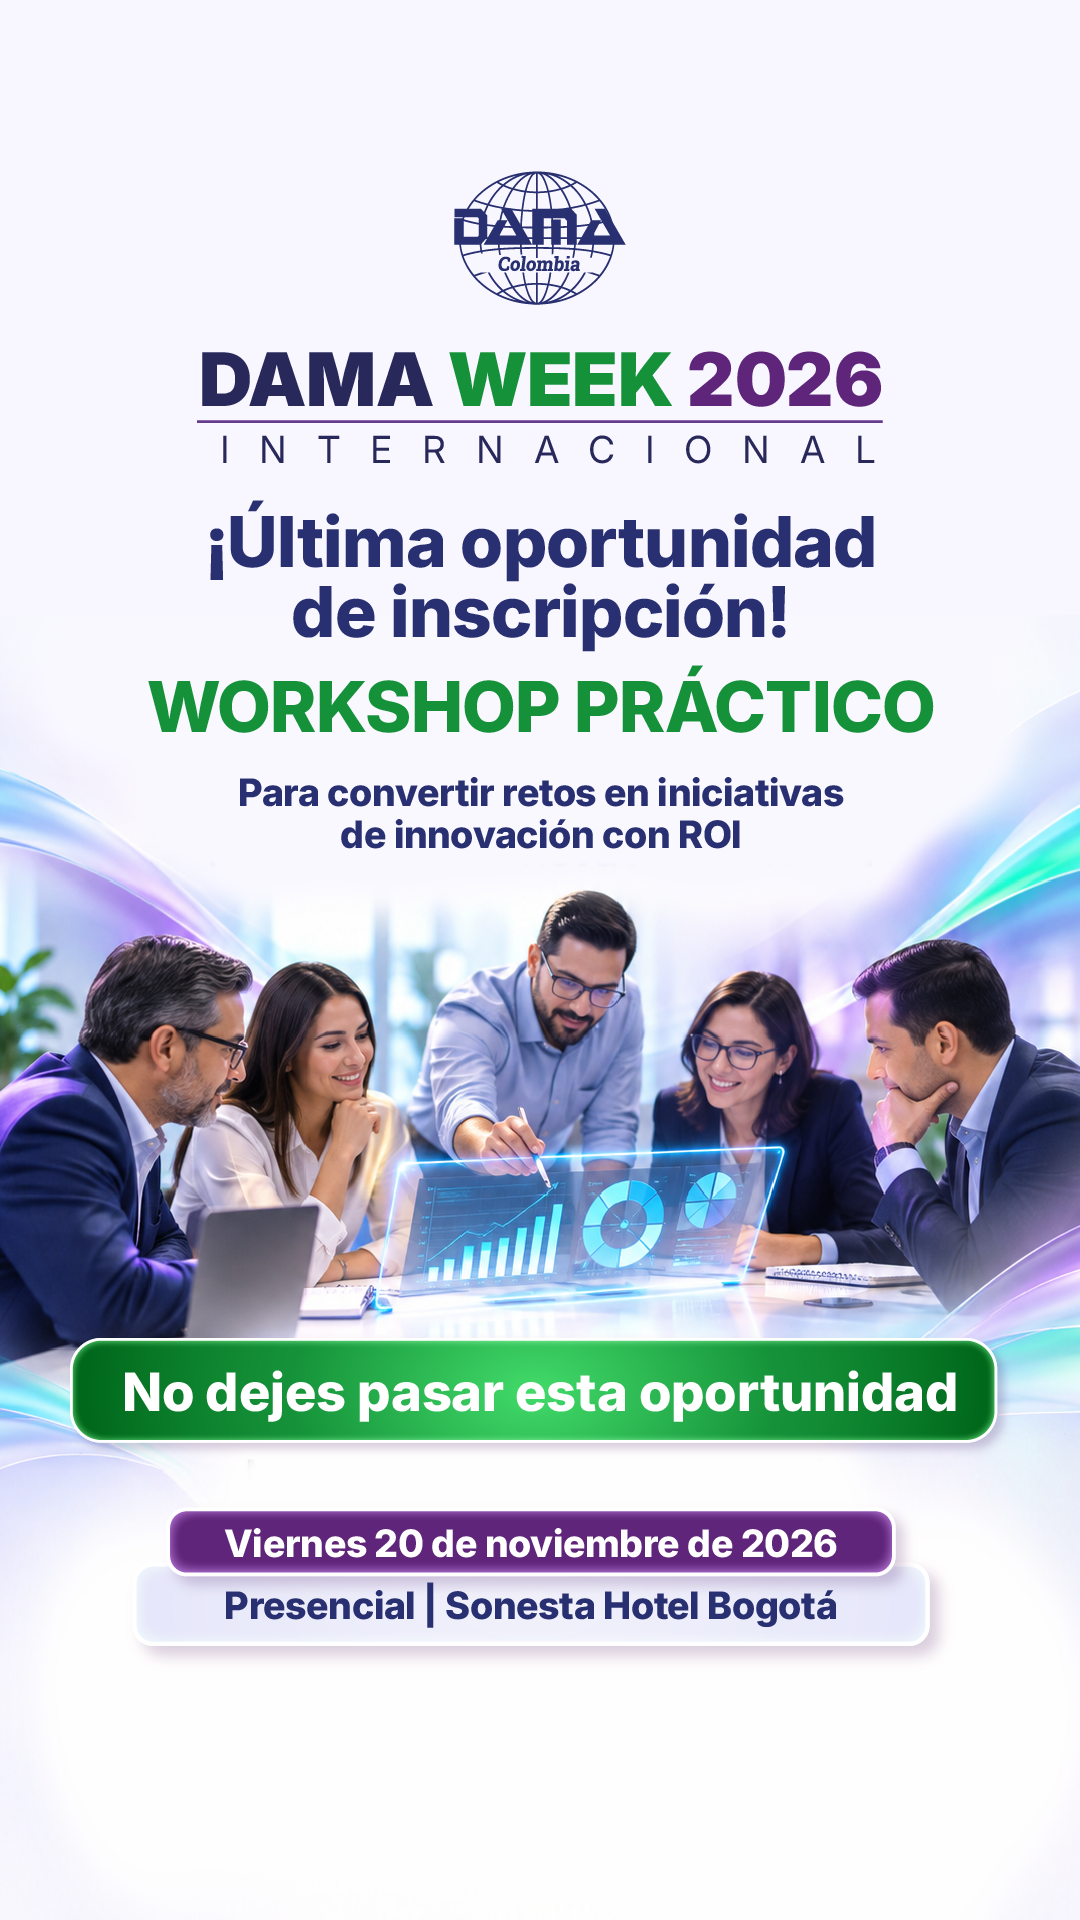 DAMA
Colombia
DAMA WEEK 2026
INTERNACIONAL
¡Última oportunidad
de inscripción!
WORKSHOP PRÁCTICO
Para convertir retos en iniciativas
de innovación con ROI
No dejes pasar esta oportunidad
Viernes 20 de noviembre de 2026
Presencial | Sonesta Hotel Bogotá